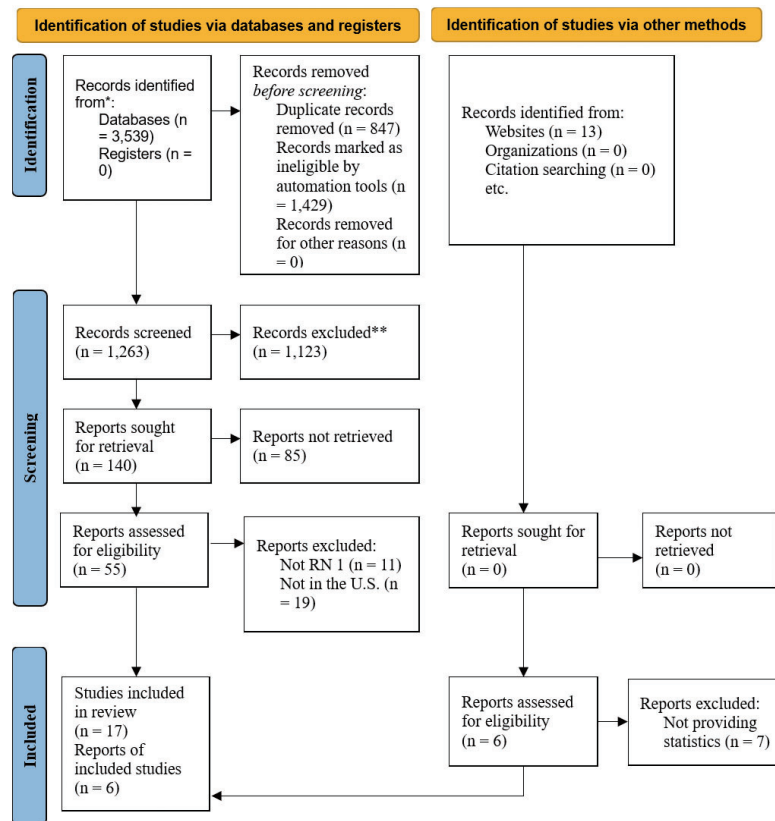 Identification of studies via databases and registers
Identification of studies via other methods
Identification
Records identified
from*:
Databases (n
= 3,539)
Registers (n =
0)
Records removed
before screening:
Duplicate records
removed (n = 847)
Records marked as
ineligible by
automation tools
(n = 1,429)
Records removed
for other reasons (n
= 0)
Records identified from:
Websites (n = 13)
Organizations (n = 0)
Citation searching (n = 0)
etc.
Screening
Records screened
(n = 1,263)
Records excluded**
(n = 1,123)
Reports sought
for retrieval
(n = 140)
Reports not retrieved
(n = 85)
Reports assessed
for eligibility
(n = 55)
Reports excluded:
Not RN 1 (n = 11)
Not in the U.S. (n
= 19)
Reports sought for
retrieval
(n = 0)
Reports not
retrieved
(n = 0)
Included
Studies included
in review
(n = 17)
Reports of
included studies
(n = 6)
Reports assessed
for eligibility
(n = 6)
Reports excluded:
Not providing
statistics (n = 7)